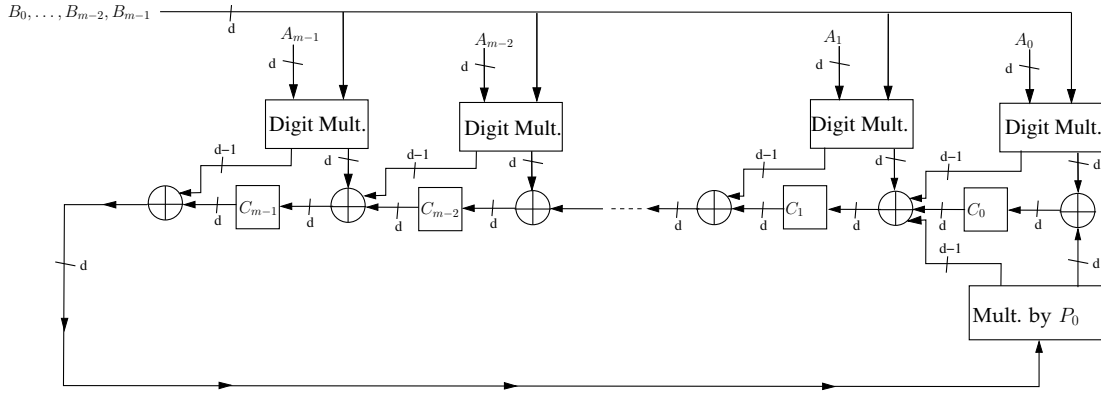 B_0, . . . , B_{m−2}, B_{m−1}
d
A_{m−1} A_{m−2} A_1 A_0
d d d d
Digit Mult. Digit Mult. Digit Mult. Digit Mult.
d−1 d d−1 d d−1 d d−1 d
C_{m−1} C_{m−2} C_1 C_0
d d d d d d d d d
d d−1 d
Mult. by P_0